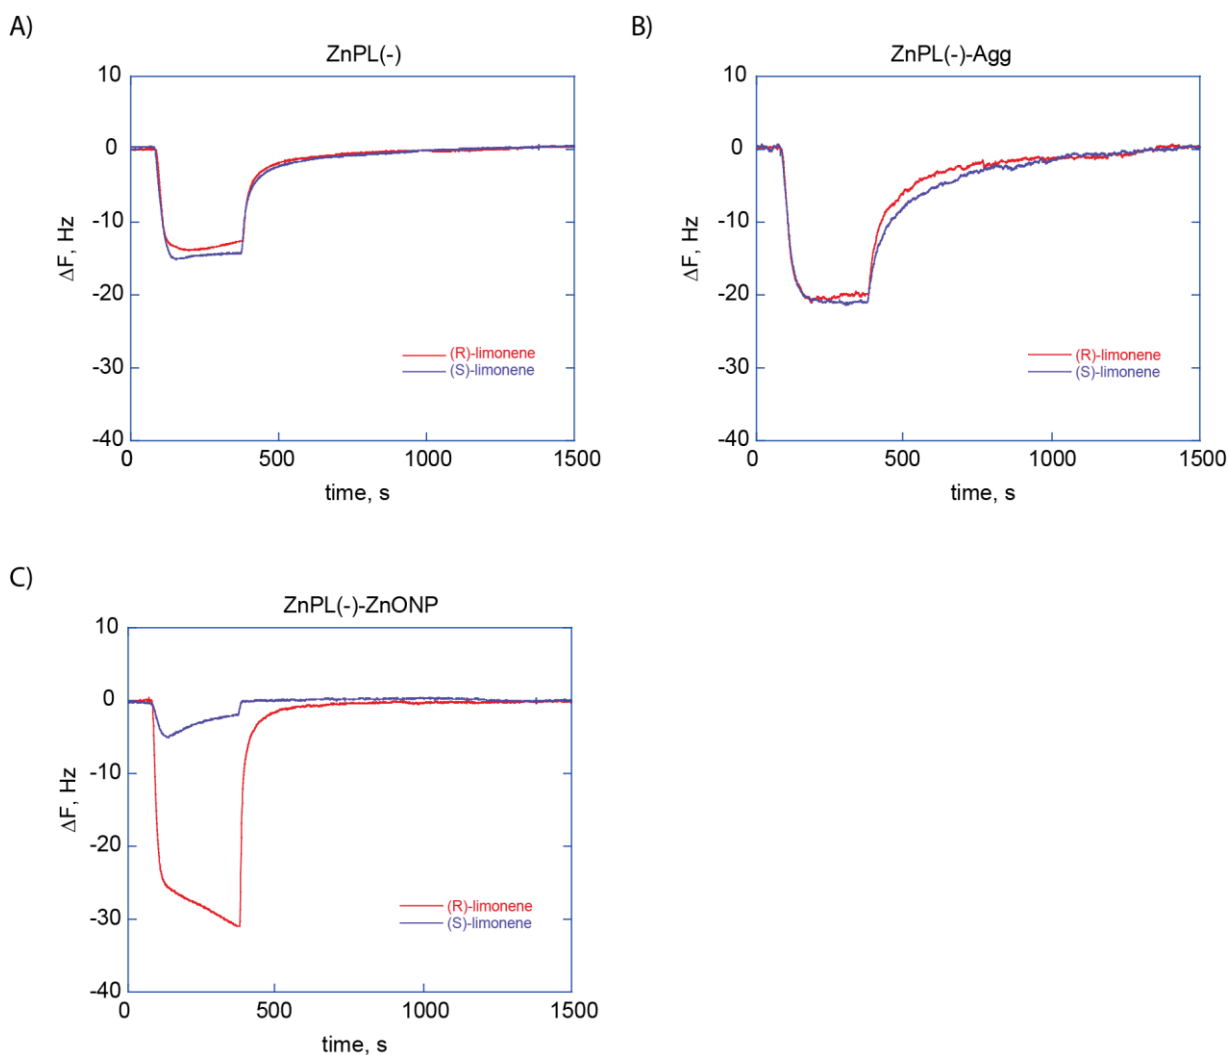 A)
ZnPL(-)
10
0
-10
-20
-30
-40
ΔF, Hz
(R)-limonene
(S)-limonene
0 500 1000 1500
time, s
B)
ZnPL(-)-Agg
10
0
-10
-20
-30
-40
ΔF, Hz
(R)-limonene
(S)-limonene
0 500 1000 1500
time, s
C)
ZnPL(-)-ZnONP
10
0
-10
-20
-30
-40
ΔF, Hz
(R)-limonene
(S)-limonene
0 500 1000 1500
time, s